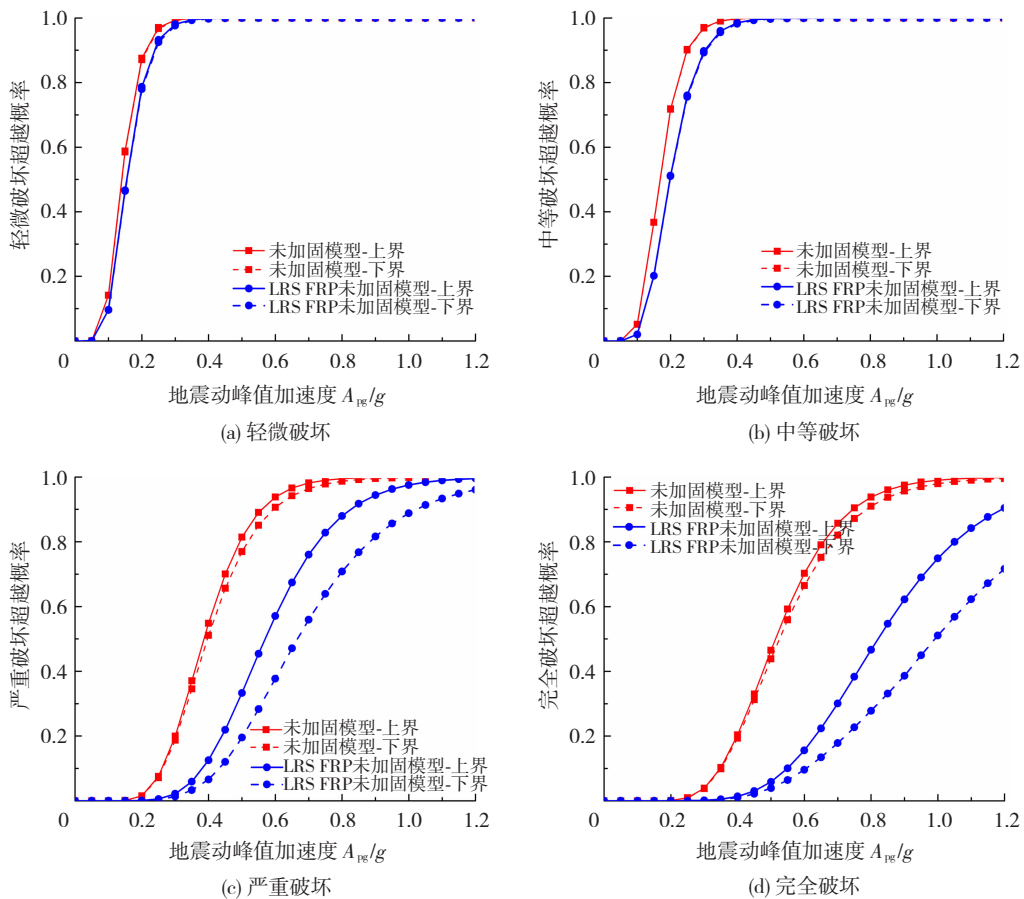 1.0
0.8
0.6
0.4
0.2
0 0.2 0.4 0.6 0.8 1.0 1.2
轻微破坏超越概率
未加固模型-上界
未加固模型-下界
LRS FRP未加固模型-上界
LRS FRP未加固模型-下界
地震动峰值加速度 Apg/g
(a) 轻微破坏
1.0
0.8
0.6
0.4
0.2
0 0.2 0.4 0.6 0.8 1.0 1.2
中等破坏超越概率
未加固模型-上界
未加固模型-下界
LRS FRP未加固模型-上界
LRS FRP未加固模型-下界
地震动峰值加速度 Apg/g
(b) 中等破坏
1.0
0.8
0.6
0.4
0.2
0 0.2 0.4 0.6 0.8 1.0 1.2
严重破坏超越概率
未加固模型-上界
未加固模型-下界
LRS FRP未加固模型-上界
LRS FRP未加固模型-下界
地震动峰值加速度 Apg/g
(c) 严重破坏
1.0
0.8
0.6
0.4
0.2
0 0.2 0.4 0.6 0.8 1.0 1.2
完全破坏超越概率
未加固模型-上界
未加固模型-下界
LRS FRP未加固模型-上界
LRS FRP未加固模型-下界
地震动峰值加速度 Apg/g
(d) 完全破坏